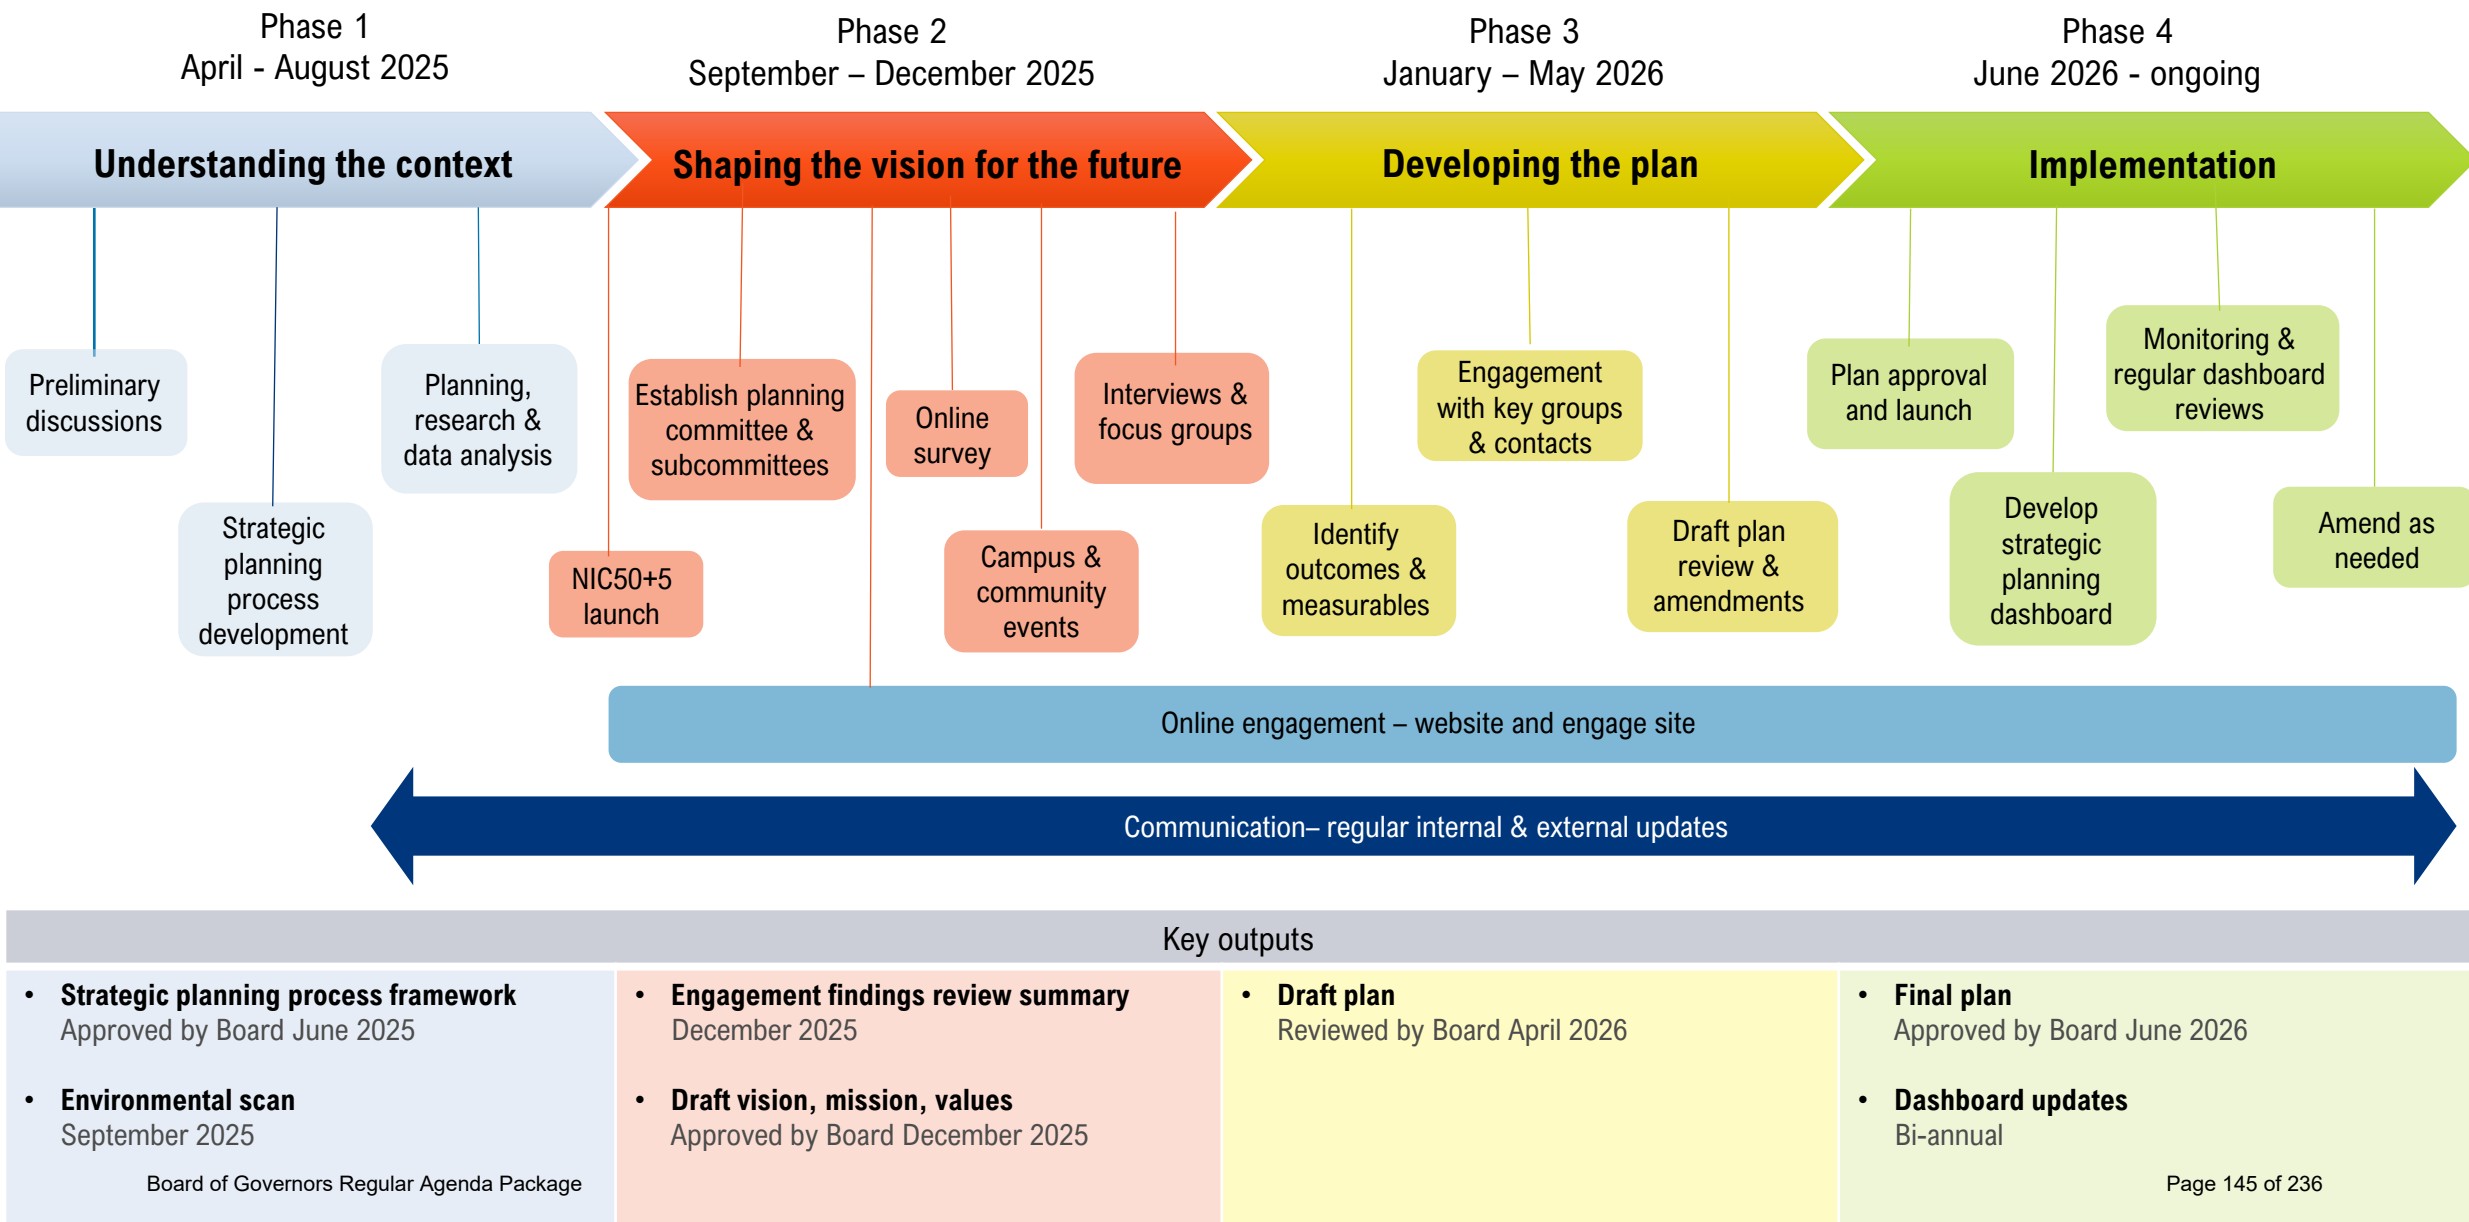 Phase 1
April - August 2025
Phase 2
September – December 2025
Phase 3
January – May 2026
Phase 4
June 2026 - ongoing
Understanding the context
Shaping the vision for the future
Developing the plan
Implementation
Preliminary
discussions
Strategic
planning
process
development
Planning,
research &
data analysis
NIC50+5
launch
Establish planning
committee &
subcommittees
Online
survey
Campus &
community
events
Interviews &
focus groups
Identify
outcomes &
measurables
Engagement
with key groups
& contacts
Draft plan
review &
amendments
Plan approval
and launch
Develop
strategic
planning
dashboard
Monitoring &
regular dashboard
reviews
Amend as
needed
Online engagement – website and engage site
Communication– regular internal & external updates
Key outputs
• Strategic planning process framework
Approved by Board June 2025
• Environmental scan
September 2025
• Engagement findings review summary
December 2025
• Draft vision, mission, values
Approved by Board December 2025
• Draft plan
Reviewed by Board April 2026
• Final plan
Approved by Board June 2026
• Dashboard updates
Bi-annual
Board of Governors Regular Agenda Package
Page 145 of 236